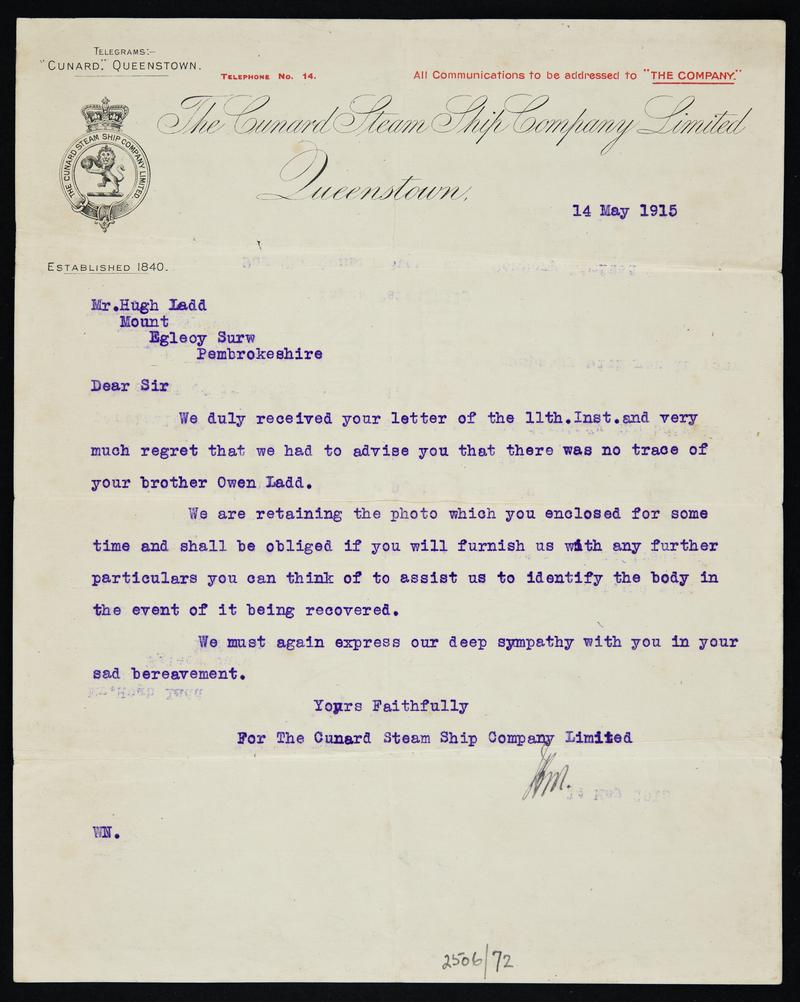 TELEGRAMS:–
"CUNARD," QUEENSTOWN.
TELEPHONE No. 14.
All Communications to be addressed to "THE COMPANY."
The Cunard Steam Ship Company Limited
THE CUNARD STEAM SHIP COMPANY LIMITED
Queenstown,
14 May 1915
ESTABLISHED 1840.
Mr.Hugh Ladd
Mount
Eglecy Surw
Pembrokeshire
Dear Sir
We duly received your letter of the 11th.Inst.and very
much regret that we had to advise you that there was no trace of
your brother Owen Ladd.
We are retaining the photo which you enclosed for some
time and shall be obliged if you will furnish us with any further
particulars you can think of to assist us to identify the body in
the event of it being recovered.
We must again express our deep sympathy with you in your
sad bereavement.
Yours Faithfully
For The Cunard Steam Ship Company Limited
WN.
2506/72